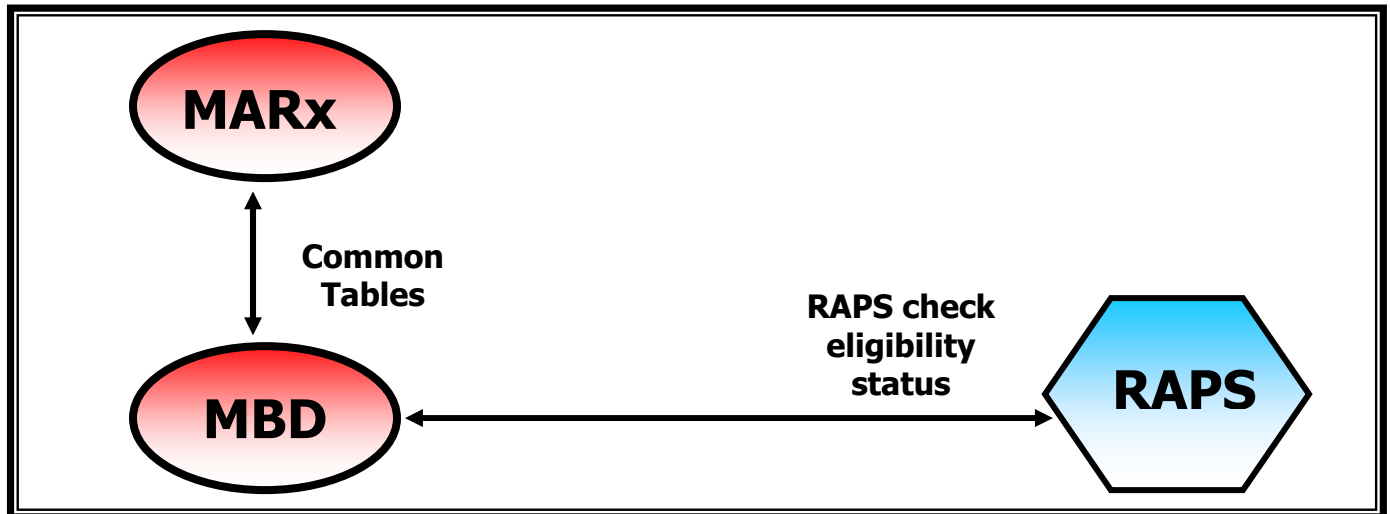 MARx
Common
Tables
RAPS check
eligibility
status
MBD
RAPS